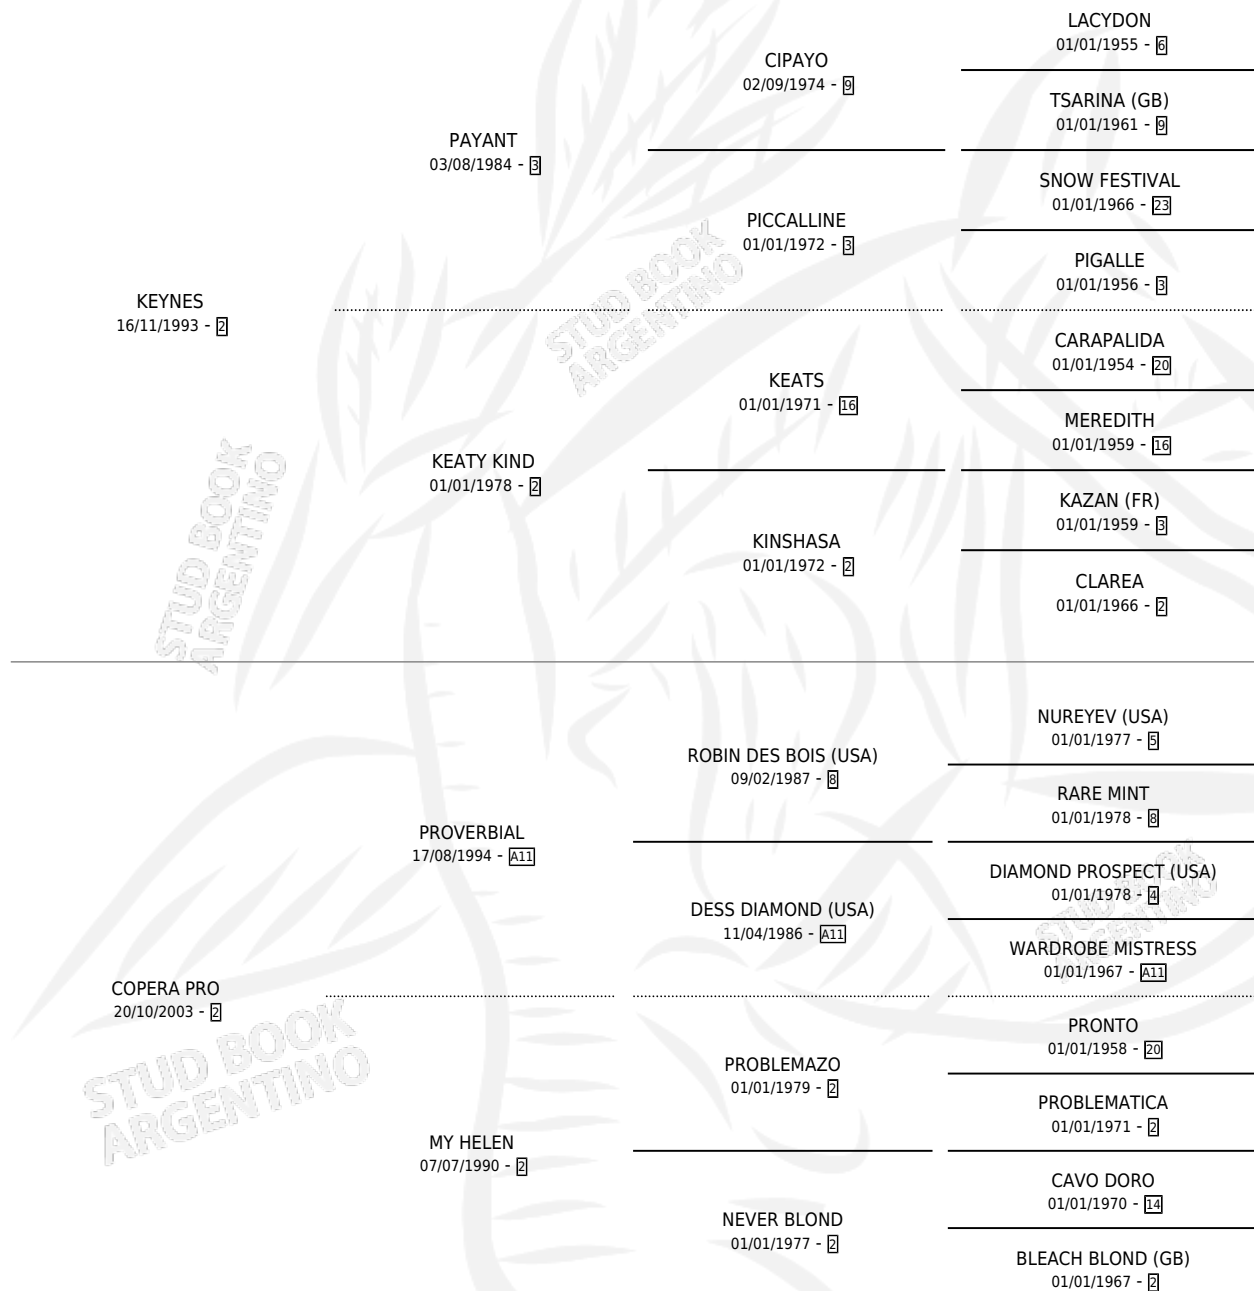 LACYDON
01/01/1955 - 6
CIPAYO
02/09/1974 - 9
TSARINA (GB)
01/01/1961 - 9
PAYANT
03/08/1984 - 3
SNOW FESTIVAL
01/01/1966 - 23
PICCALLINE
01/01/1972 - 3
PIGALLE
01/01/1956 - 3
KEYNES
16/11/1993 - 2
STUD BOOK
ARGENTINO
CARAPALIDA
01/01/1954 - 20
KEATS
01/01/1971 - 16
MEREDITH
01/01/1959 - 16
KEATY KIND
01/01/1978 - 2
KAZAN (FR)
01/01/1959 - 3
KINSHASA
01/01/1972 - 2
CLAREA
01/01/1966 - 2
STUD BOOK
ARGENTINO
NUREYEV (USA)
01/01/1977 - 5
ROBIN DES BOIS (USA)
09/02/1987 - 8
RARE MINT
01/01/1978 - 8
PROVERBIAL
17/08/1994 - A11
DIAMOND PROSPECT (USA)
01/01/1978 - 4
STUD BOOK
ARGENTINO
DESS DIAMOND (USA)
11/04/1986 - A11
WARDROBE MISTRESS
01/01/1967 - A11
COPERA PRO
20/10/2003 - 2
STUD BOOK
ARGENTINO
PRONTO
01/01/1958 - 20
PROBLEMAZO
01/01/1979 - 2
PROBLEMATICA
01/01/1971 - 2
MY HELEN
07/07/1990 - 2
CAVO DORO
01/01/1970 - 14
NEVER BLOND
01/01/1977 - 2
BLEACH BLOND (GB)
01/01/1967 - 2